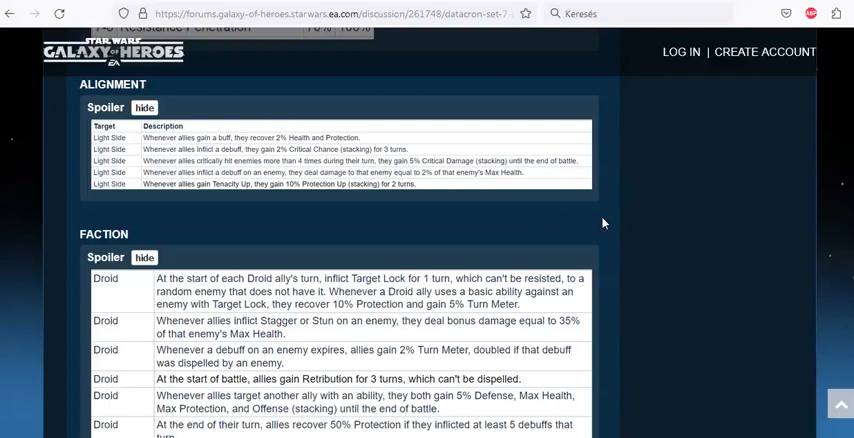 https://forums.galaxy-of-heroes.starwars.ea.com/discussion/261748/datacron-set-7-
Keresés
ABP
STAR WARS
GALAXY OF HEROES
EA
LOG IN | CREATE ACCOUNT
7-8 Resistance Penetration 70% 100%
ALIGNMENT
Spoiler hide
Target Description
Light Side Whenever allies gain a buff, they recover 2% Health and Protection.
Light Side Whenever allies inflict a debuff, they gain 2% Critical Chance (stacking) for 3 turns.
Light Side Whenever allies critically hit enemies more than 4 times during their turn, they gain 5% Critical Damage (stacking) until the end of battle.
Light Side Whenever allies inflict a debuff on an enemy, they deal damage to that enemy equal to 2% of that enemy's Max Health.
Light Side Whenever allies gain Tenacity Up, they gain 10% Protection Up (stacking) for 2 turns.
FACTION
Spoiler hide
Droid At the start of each Droid ally's turn, inflict Target Lock for 1 turn, which can't be resisted, to a
random enemy that does not have it. Whenever a Droid ally uses a basic ability against an
enemy with Target Lock, they recover 10% Protection and gain 5% Turn Meter.
Droid Whenever allies inflict Stagger or Stun on an enemy, they deal bonus damage equal to 35%
of that enemy's Max Health.
Droid Whenever a debuff on an enemy expires, allies gain 2% Turn Meter, doubled if that debuff
was dispelled by an enemy.
Droid At the start of battle, allies gain Retribution for 3 turns, which can't be dispelled.
Droid Whenever allies target another ally with an ability, they both gain 5% Defense, Max Health,
Max Protection, and Offense (stacking) until the end of battle.
Droid At the end of their turn, allies recover 50% Protection if they inflicted at least 5 debuffs that
turn.